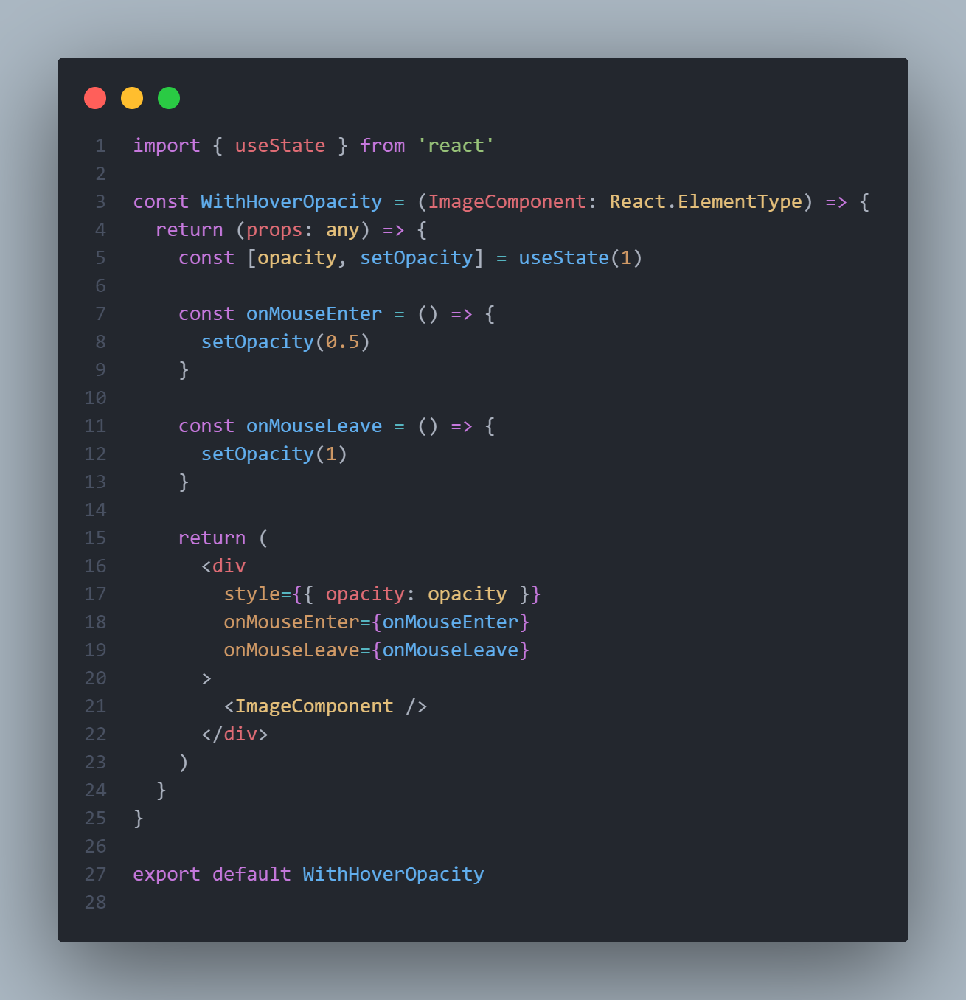 1 import { useState } from 'react'
2
3 const WithHoverOpacity = (ImageComponent: React.ElementType) => {
4   return (props: any) => {
5     const [opacity, setOpacity] = useState(1)
6
7     const onMouseEnter = () => {
8       setOpacity(0.5)
9     }
10
11     const onMouseLeave = () => {
12       setOpacity(1)
13     }
14
15     return (
16       <div
17         style={{ opacity: opacity }}
18         onMouseEnter={onMouseEnter}
19         onMouseLeave={onMouseLeave}
20       >
21         <ImageComponent />
22       </div>
23     )
24   }
25 }
26
27 export default WithHoverOpacity
28